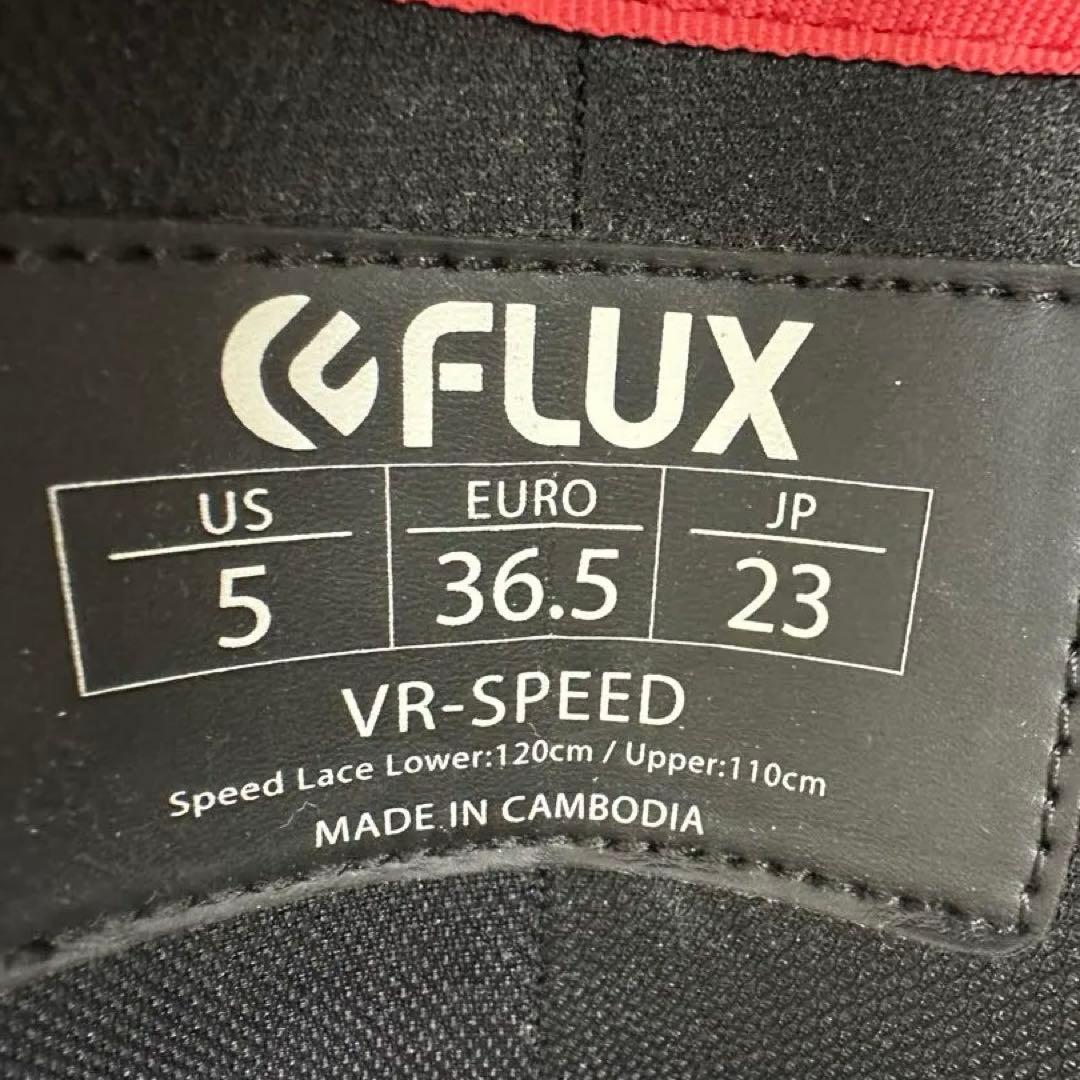 FLUX
US EURO JP
5 36.5 23
VR-SPEED
Speed Lace Lower:120cm / Upper:110cm
MADE IN CAMBODIA